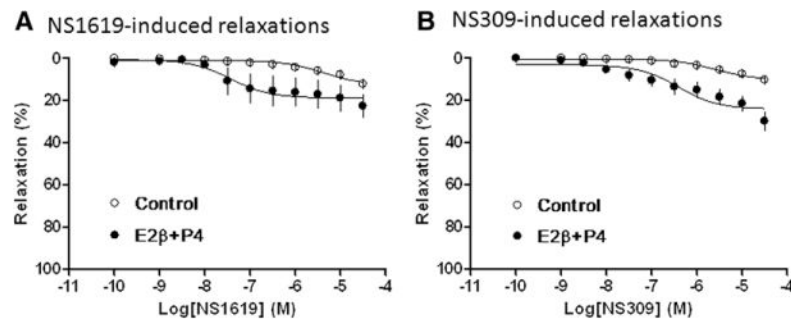 A NS1619-induced relaxations
0
20
40
60
80
100
Relaxation (%)
Control
E2β+P4
-11 -10 -9 -8 -7 -6 -5 -4
Log[NS1619] (M)
B NS309-induced relaxations
0
20
40
60
80
100
Relaxation (%)
Control
E2β+P4
-11 -10 -9 -8 -7 -6 -5 -4
Log[NS309] (M)